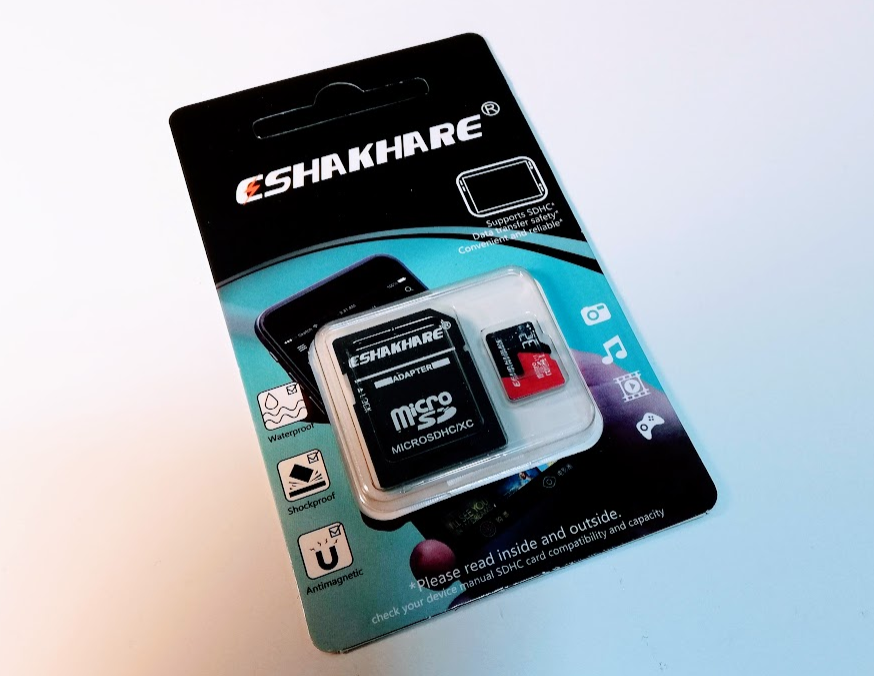 ESHAKHARE®
Supports SDHC*
Data transfer safety*
Convenient and reliable*
ESHAKHARE®
ADAPTER
Micro
SD
MICROSDHC/XC
Waterproof
Shockproof
Antimagnetic
*Please read inside and outside.
check your device manual SDHC card compatibility and capacity